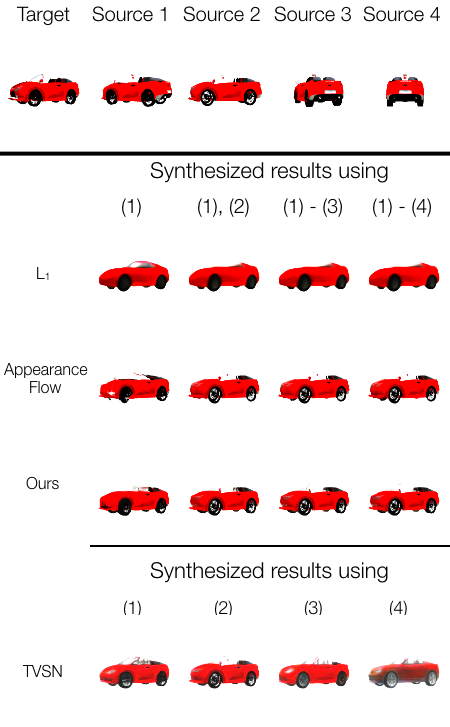 Target Source 1 Source 2 Source 3 Source 4
Synthesized results using
(1) (1), (2) (1) - (3) (1) - (4)
L₁
Appearance
Flow
Ours
Synthesized results using
(1) (2) (3) (4)
TVSN